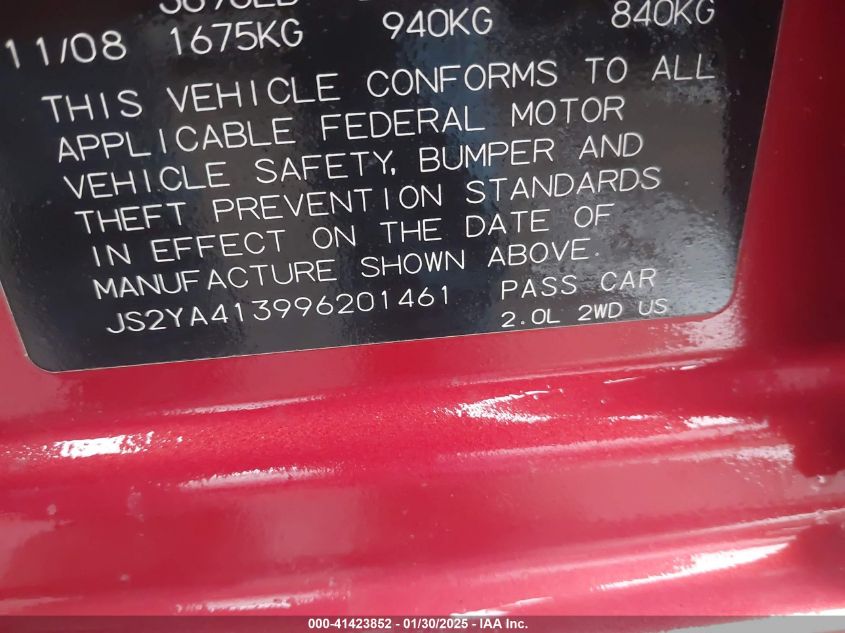 11/08 1675KG 940KG 840KG
THIS VEHICLE CONFORMS TO ALL
APPLICABLE FEDERAL MOTOR
VEHICLE SAFETY, BUMPER AND
THEFT PREVENTION STANDARDS
IN EFFECT ON THE DATE OF
MANUFACTURE SHOWN ABOVE.
JS2YA413996201461 PASS CAR
2.0L 2WD US
000-41423852 - 01/30/2025 - IAA Inc.